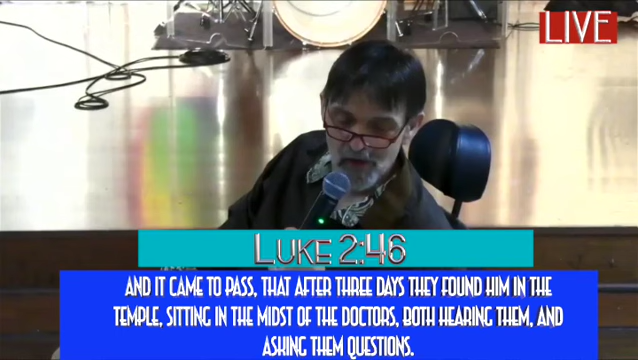 LIVE
LUKE 2:46
AND IT CAME TO PASS, THAT AFTER THREE DAYS THEY FOUND HIM IN THE
TEMPLE, SITTING IN THE MIDST OF THE DOCTORS, BOTH HEARING THEM, AND
ASKING THEM QUESTIONS.